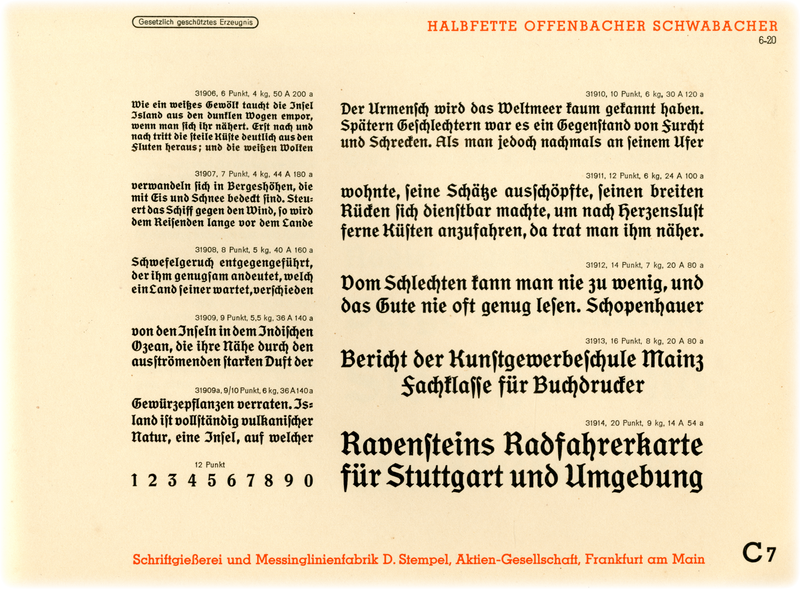 Gesetzlich geschütztes Erzeugnis
HALBFETTE OFFENBACHER SCHWABACHER
6-20
31906, 6 Punkt, 4 kg, 50 A 200 a
Wie ein weißes Gewölk taucht die Insel
Island aus den dunklen Wogen empor,
wenn man sich ihr nähert. Erst nach und
nach tritt die steile Küste deutlich aus den
Fluten heraus; und die weißen Wolken
31907, 7 Punkt, 4 kg, 44 A 180 a
verwandeln sich in Bergeshöhen, die
mit Eis und Schnee bedeckt sind. Steu-
ert das Schiff gegen den Wind, so wird
dem Reisenden lange vor dem Lande
31908, 8 Punkt, 5 kg, 40 A 160 a
Schwefelgeruch entgegengeführt,
der ihm genugsam andeutet, welch
ein Land seiner wartet, verschieden
31909, 9 Punkt, 5,5 kg, 36 A 140 a
von den Inseln in dem Indischen
Ozean, die ihre Nähe durch den
ausströmenden starken Duft der
31909a, 9/10 Punkt, 6 kg, 36 A 140 a
Gewürzepflanzen verraten. Is-
land ist vollständig vulkanischer
Natur, eine Insel, auf welcher
12 Punkt
1 2 3 4 5 6 7 8 9 0
31910, 10 Punkt, 6 kg, 30 A 120 a
Der Urmensch wird das Weltmeer kaum gekannt haben.
Spätern Geschlechtern war es ein Gegenstand von Furcht
und Schrecken. Als man jedoch nachmals an seinem Ufer
31911, 12 Punkt, 6 kg, 24 A 100 a
wohnte, seine Schätze ausschöpfte, seinen breiten
Rücken sich dienstbar machte, um nach Herzenslust
ferne Küsten anzufahren, da trat man ihm näher.
31912, 14 Punkt, 7 kg, 20 A 80 a
Vom Schlechten kann man nie zu wenig, und
das Gute nie oft genug lesen. Schopenhauer
31913, 16 Punkt, 8 kg, 20 A 80 a
Bericht der Kunstgewerbeschule Mainz
Fachklasse für Buchdrucker
31914, 20 Punkt, 9 kg, 14 A 54 a
Ravensteins Radfahrerkarte
für Stuttgart und Umgebung
Schriftgießerei und Messinglinienfabrik D. Stempel, Aktien-Gesellschaft, Frankfurt am Main
C 7